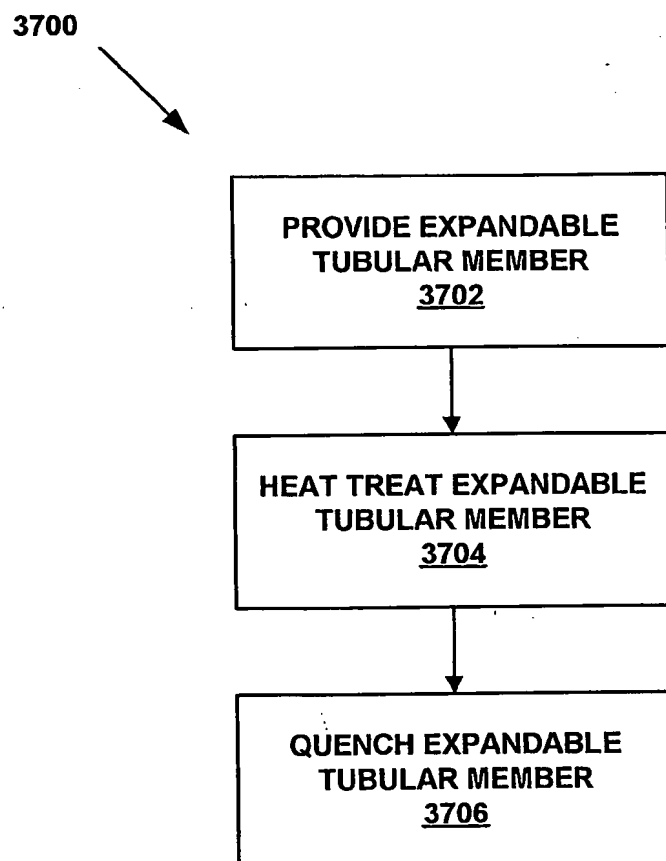 3700
PROVIDE EXPANDABLE
TUBULAR MEMBER
3702
HEAT TREAT EXPANDABLE
TUBULAR MEMBER
3704
QUENCH EXPANDABLE
TUBULAR MEMBER
3706